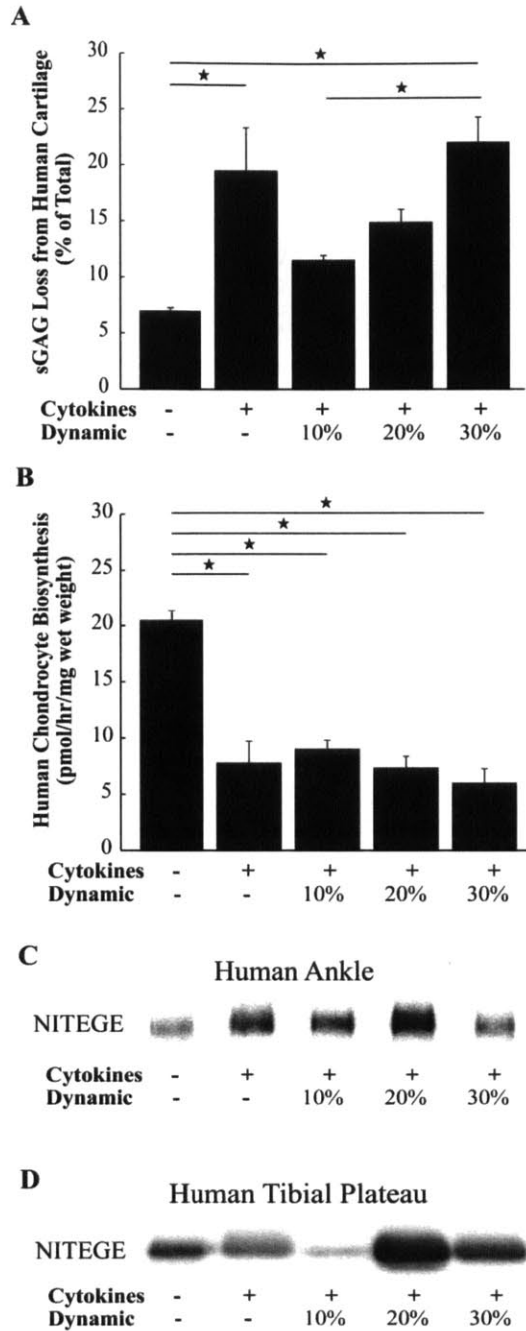 A
sGAG Loss from Human Cartilage
(% of Total)
30
25
20
15
10
5
0
★
★
★
Cytokines - + + + +
Dynamic - - 10% 20% 30%
B
Human Chondrocyte Biosynthesis
(pmol/hr/mg wet weight)
30
25
20
15
10
5
0
★
★
★
★
Cytokines - + + + +
Dynamic - - 10% 20% 30%
C
Human Ankle
NITEGE
Cytokines - + + + +
Dynamic - - 10% 20% 30%
D
Human Tibial Plateau
NITEGE
Cytokines - + + + +
Dynamic - - 10% 20% 30%